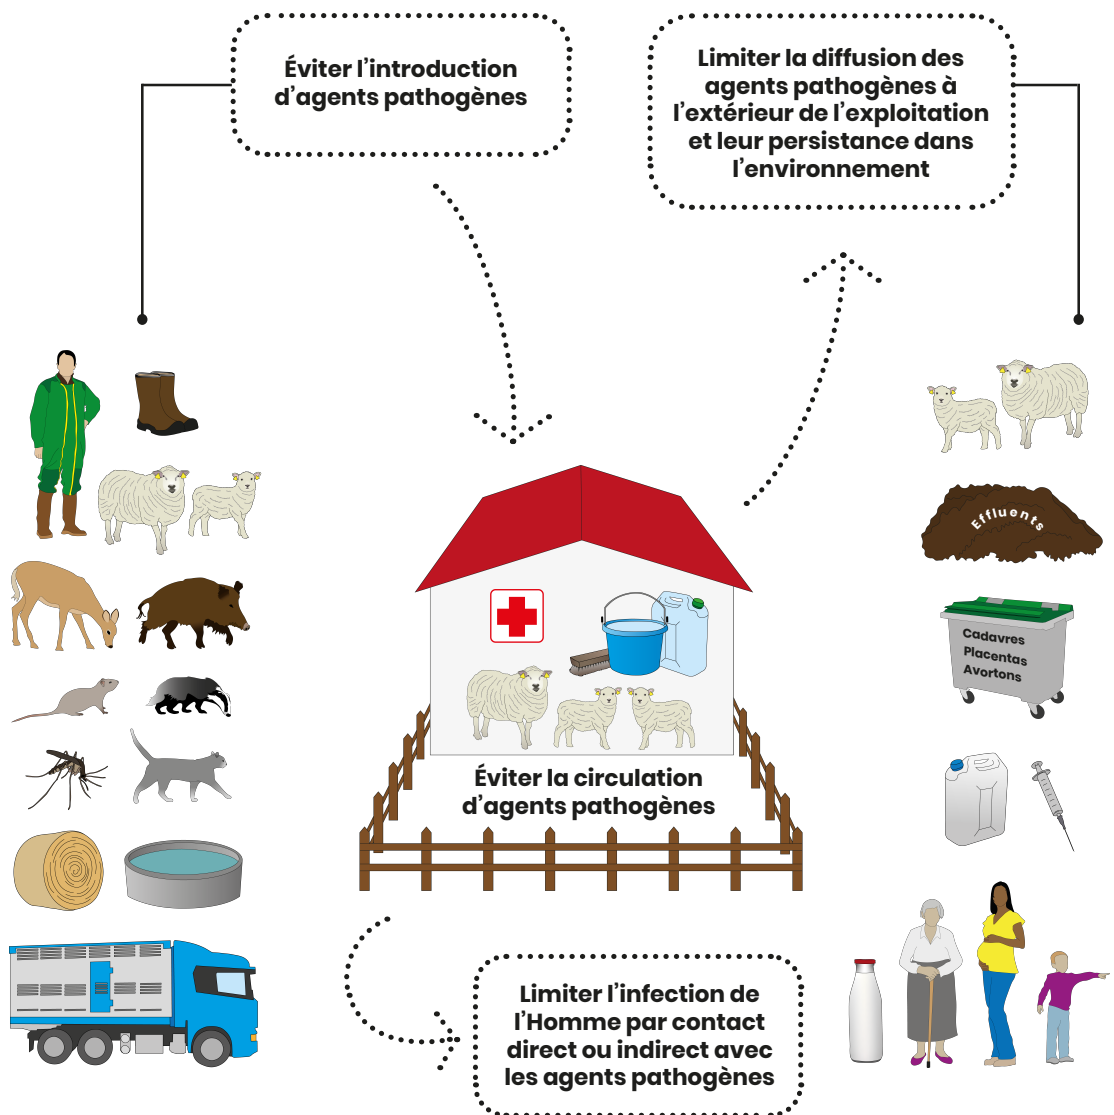 Éviter l’introduction
d’agents pathogènes
Limiter la diffusion des
agents pathogènes à
l’extérieur de l’exploitation
et leur persistance dans
l’environnement
Effluents
Cadavres
Placentas
Avortons
Éviter la circulation
d’agents pathogènes
Limiter l’infection de
l’Homme par contact
direct ou indirect avec
les agents pathogènes